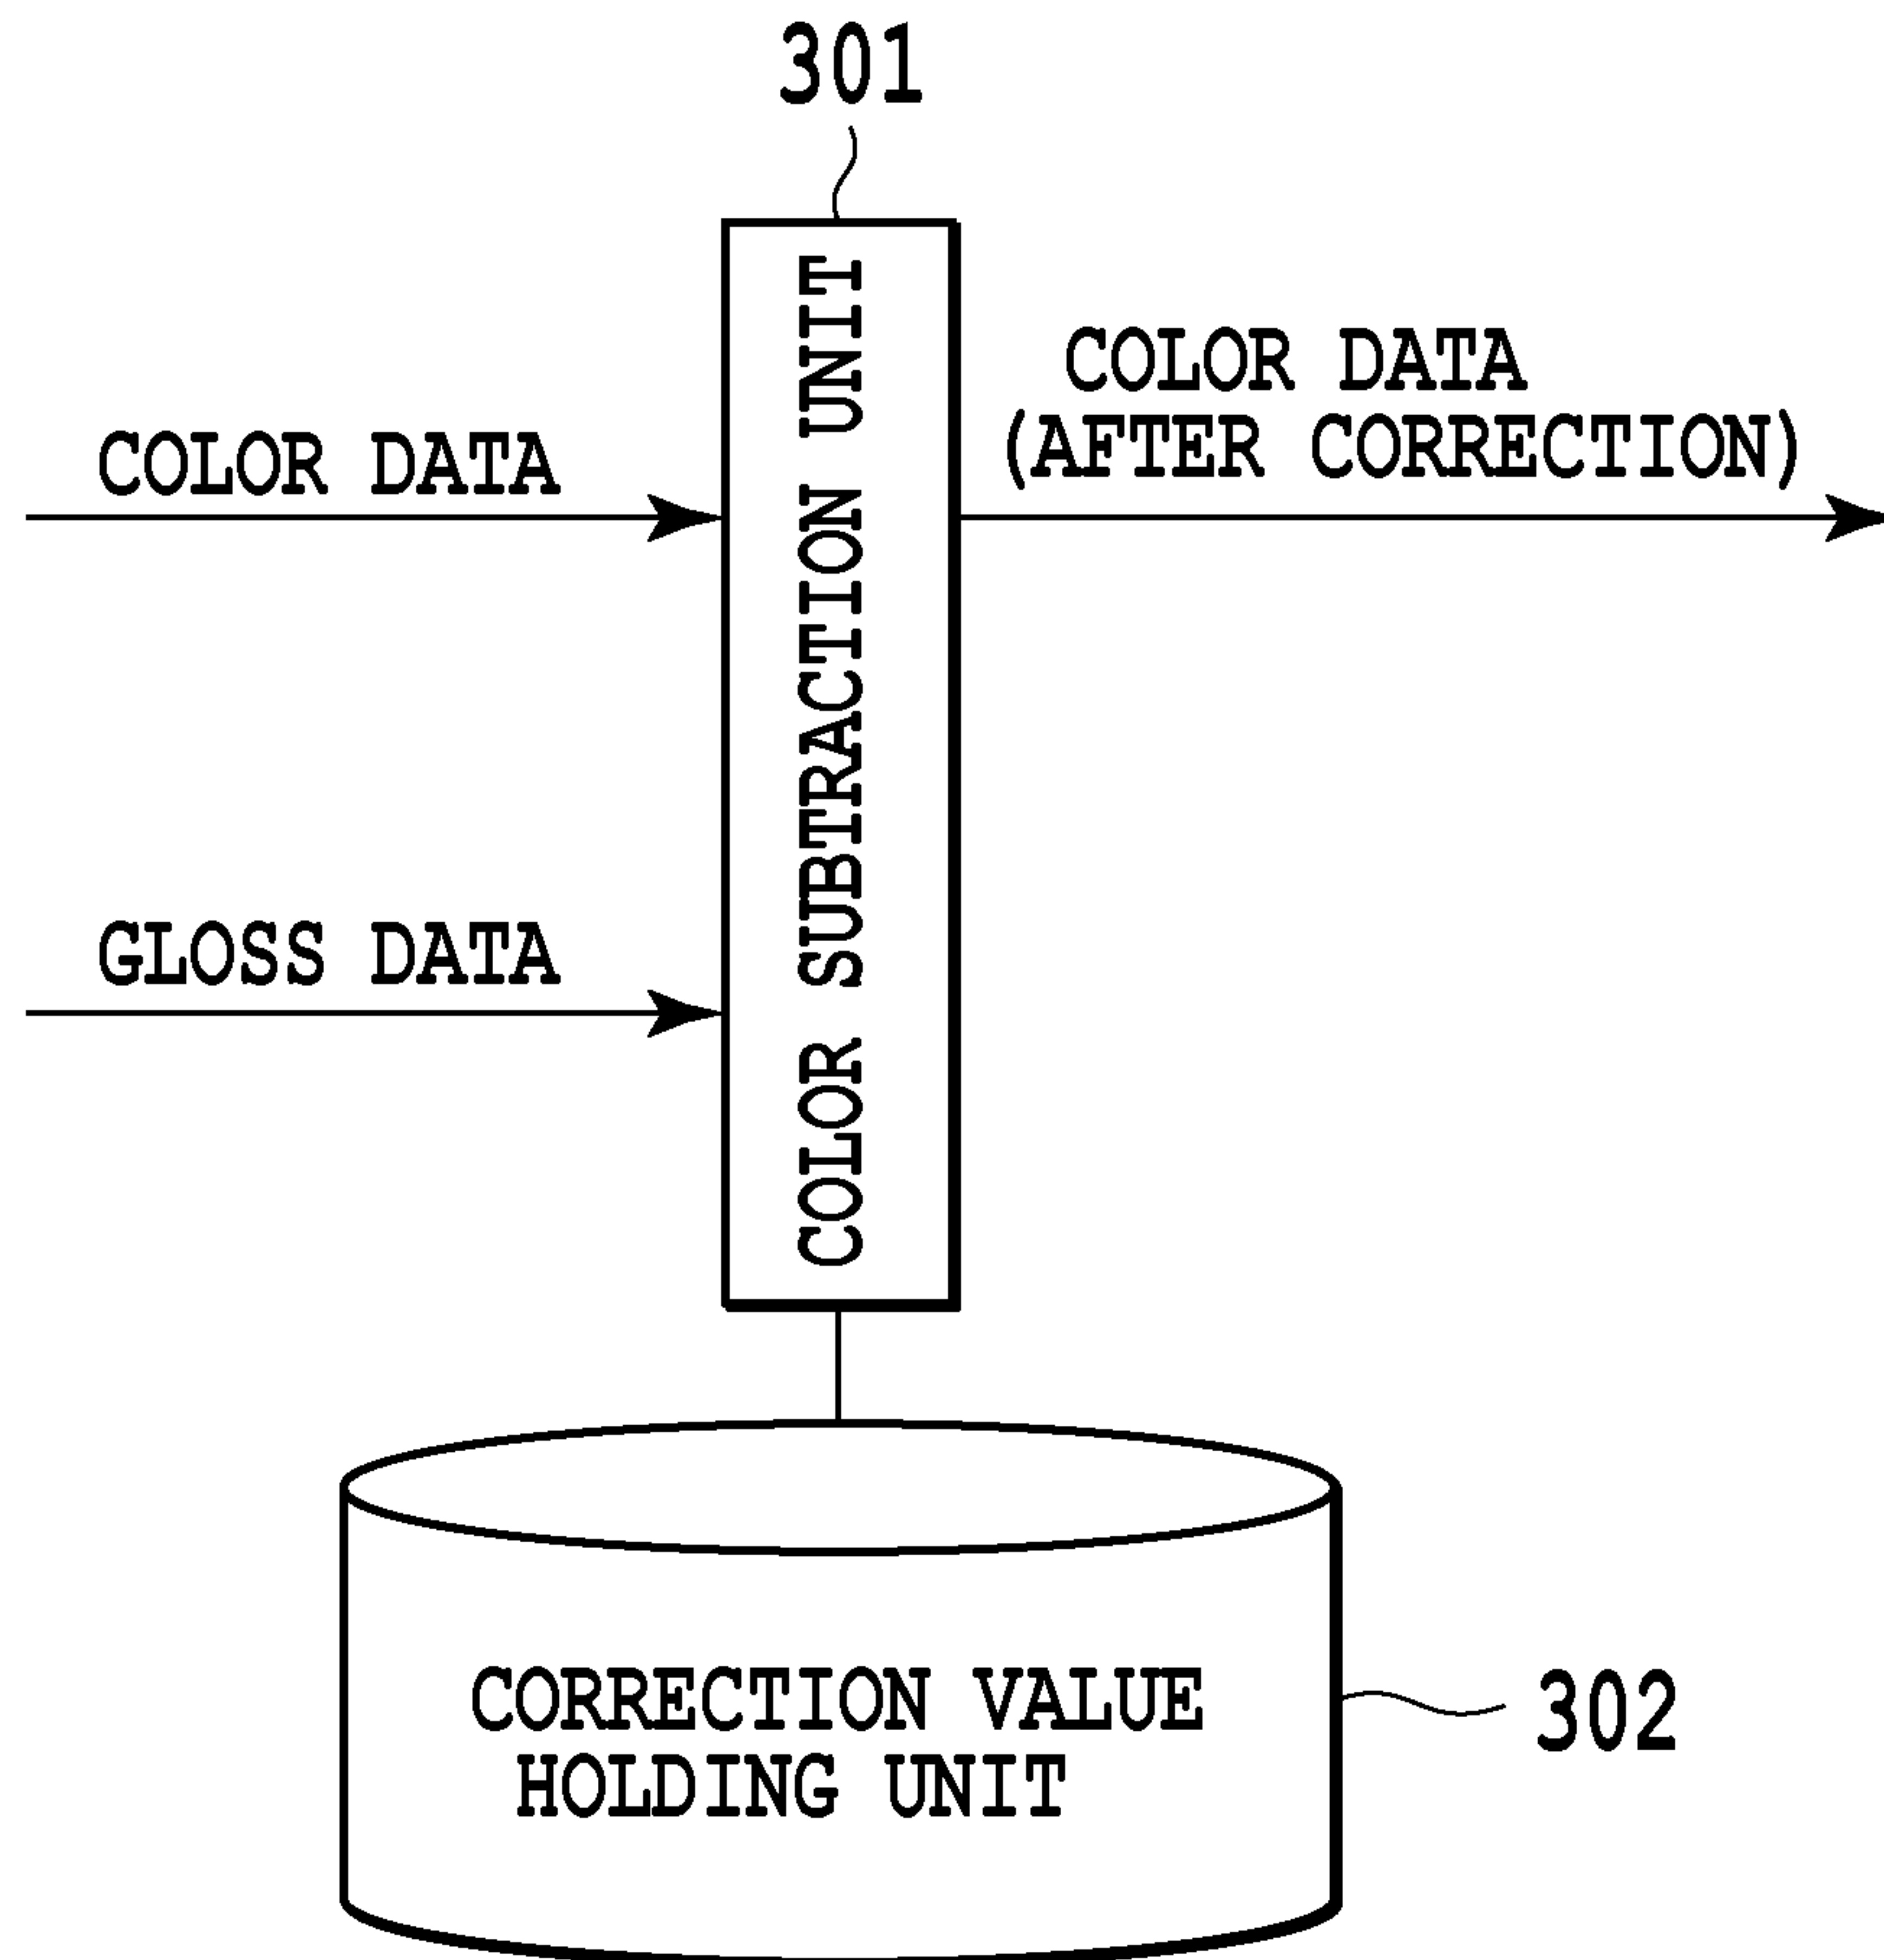 301
COLOR SUBTRACTION UNIT
COLOR DATA
GLOSS DATA
COLOR DATA
(AFTER CORRECTION)
CORRECTION VALUE
HOLDING UNIT
302